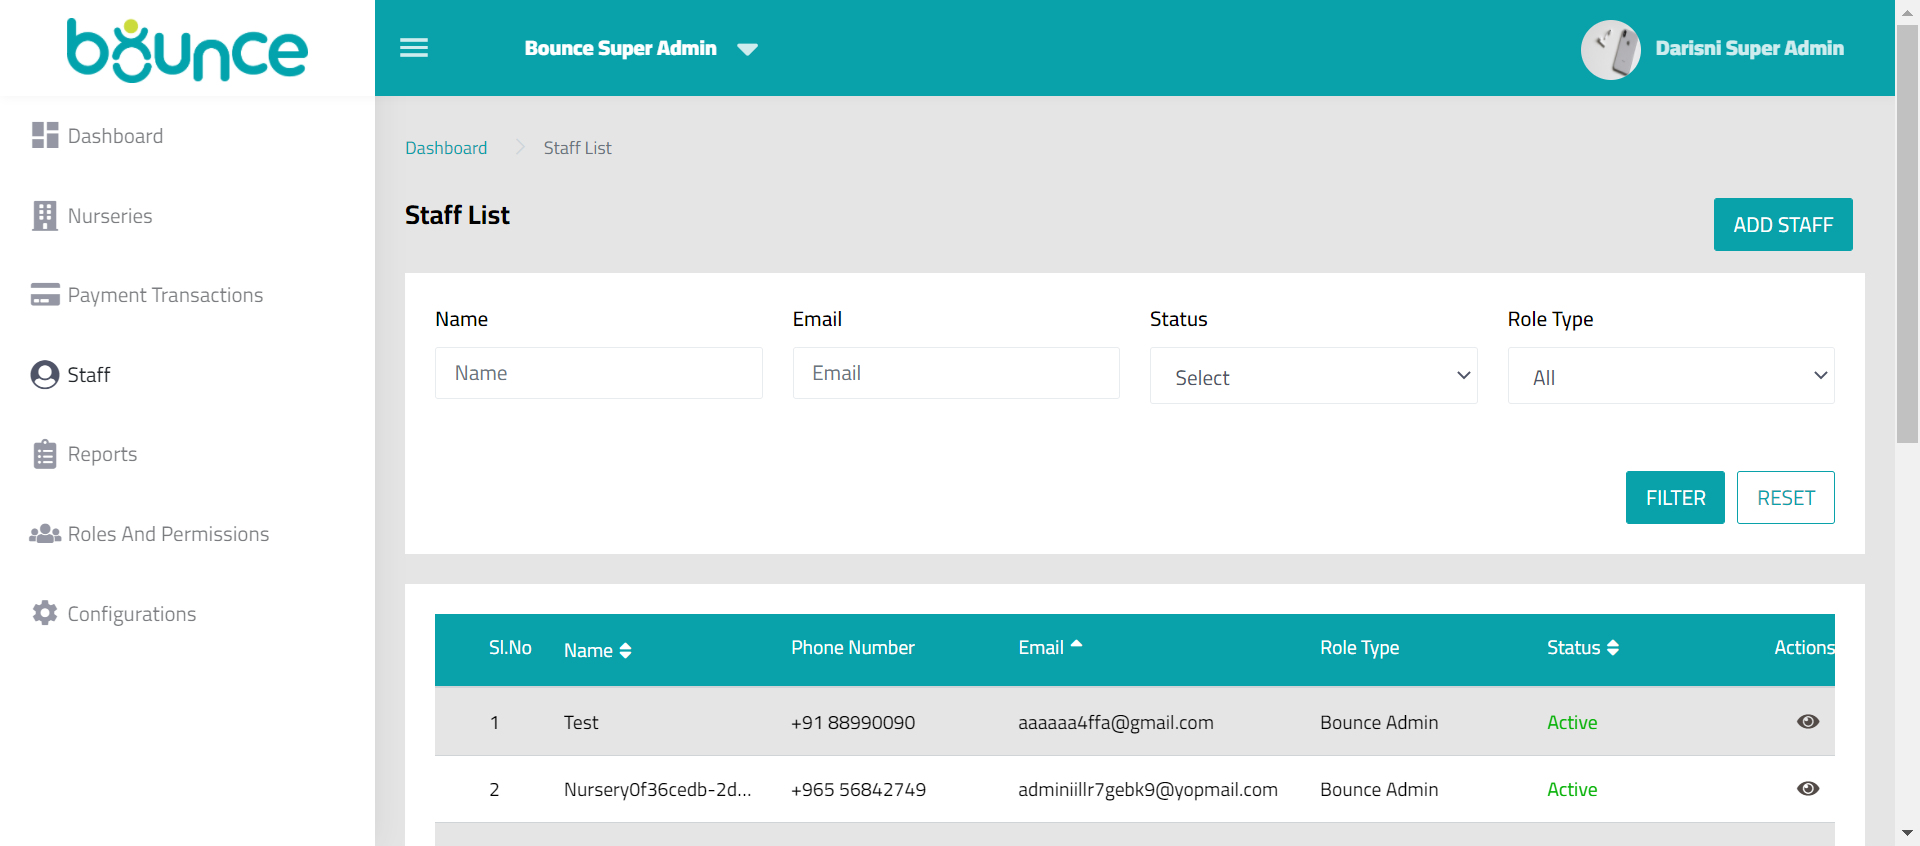 bounce
Bounce Super Admin
Darisni Super Admin
Dashboard
Nurseries
Payment Transactions
Staff
Reports
Roles And Permissions
Configurations
Dashboard Staff List
Staff List
ADD STAFF
Name Email Status Role Type
Name Email Select All
FILTER RESET
Sl.No Name Phone Number Email Role Type Status Actions
1 Test +91 88990090 aaaaaa4ffa@gmail.com Bounce Admin Active
2 Nursery0f36cedb-2d... +965 56842749 adminiillr7gebk9@yopmail.com Bounce Admin Active